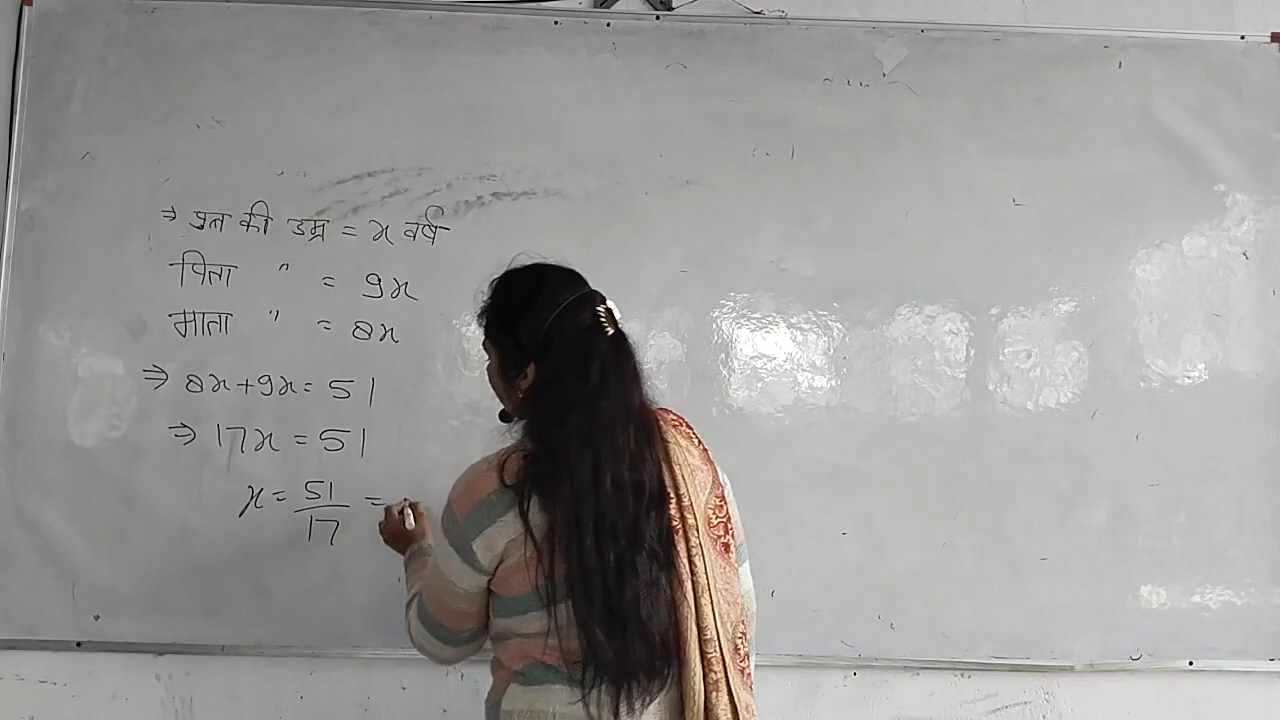 ⇒ पुत्र की उम्र = x वर्ष
पिता " = 9x
माता " = 8x
⇒ 8x+9x = 51
⇒ 17x = 51
x = 51/17 =